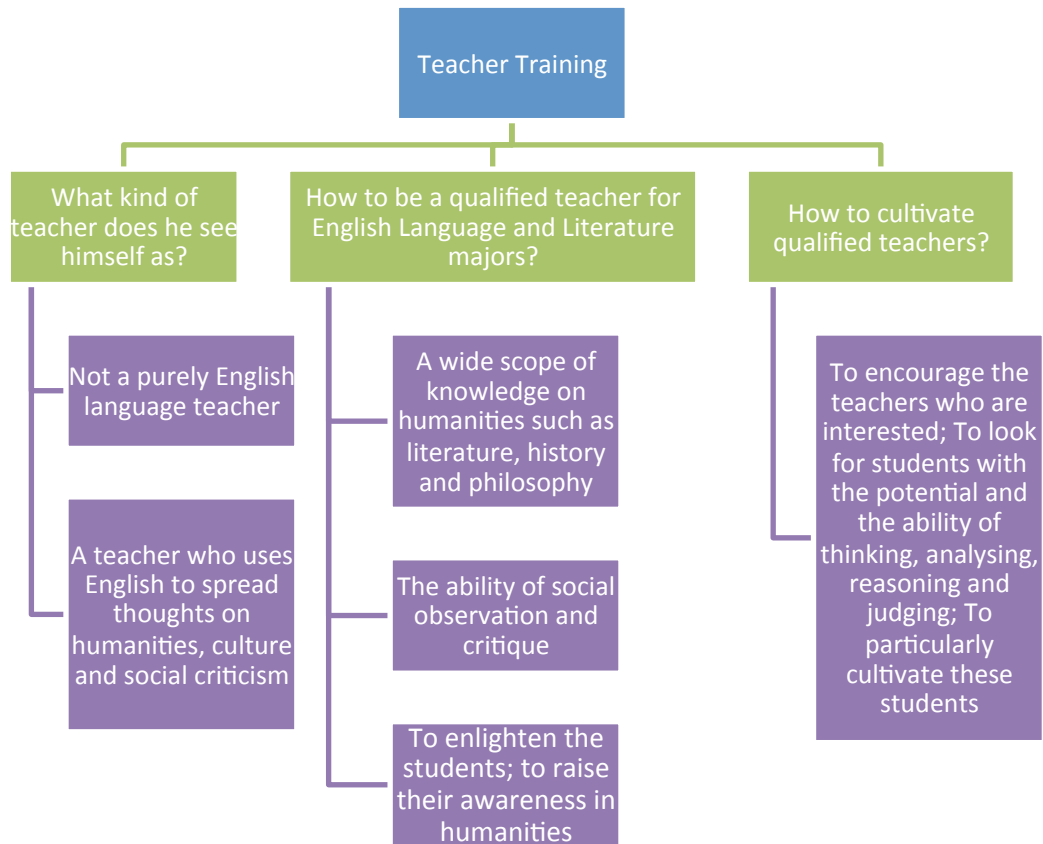 Teacher Training
What kind of
teacher does he see
himself as?
Not a purely English
language teacher
A teacher who uses
English to spread
thoughts on
humanities, culture
and social criticism
How to be a qualified teacher for
English Language and Literature
majors?
A wide scope of
knowledge on
humanities such as
literature, history
and philosophy
The ability of social
observation and
critique
To enlighten the
students; to raise
their awareness in
humanities
How to cultivate
qualified teachers?
To encourage the
teachers who are
interested; To look
for students with
the potential and
the ability of
thinking, analysing,
reasoning and
judging; To
particularly
cultivate these
students